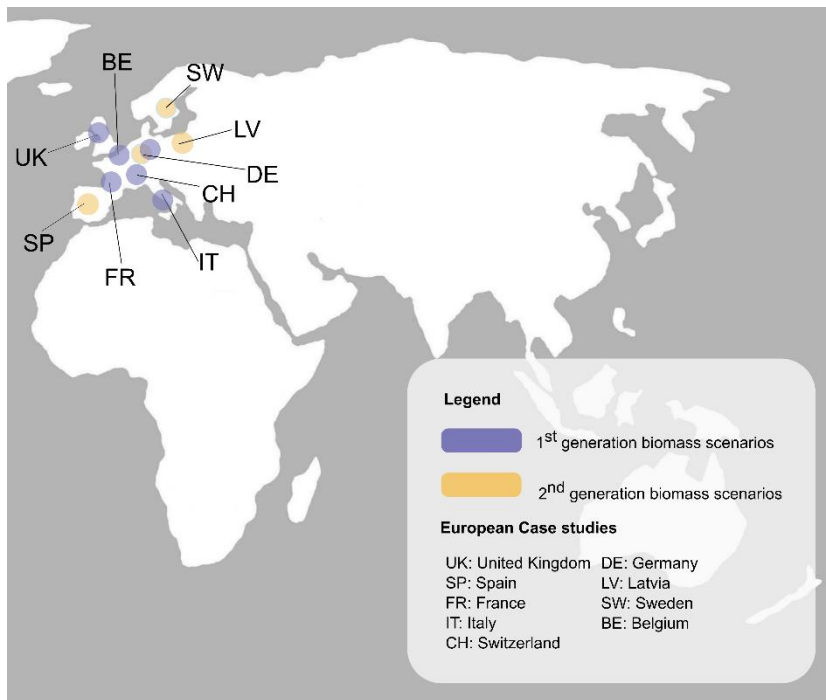 BE
SW
LV
UK
DE
CH
SP
IT
FR
Legend
1st generation biomass scenarios
2nd generation biomass scenarios
European Case studies
UK: United Kingdom DE: Germany
SP: Spain LV: Latvia
FR: France SW: Sweden
IT: Italy BE: Belgium
CH: Switzerland